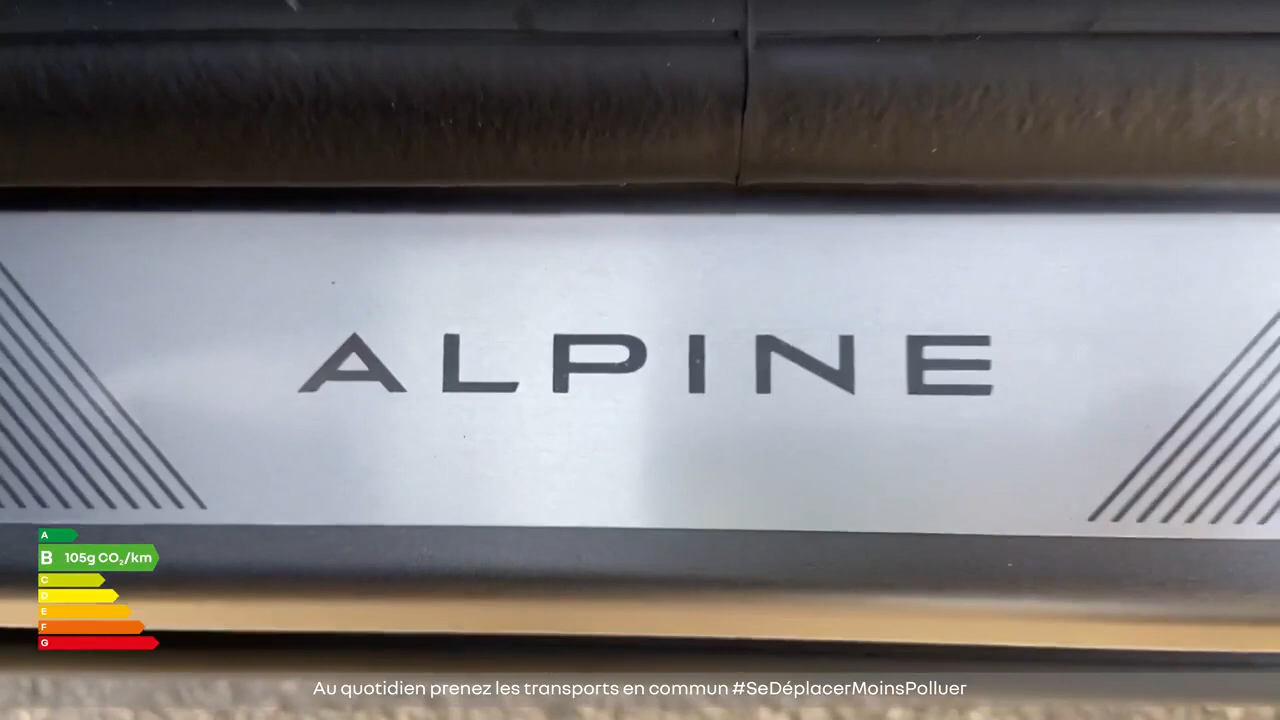 ALPINE
A
B 105g CO₂/km
C
D
E
F
G
Au quotidien prenez les transports en commun #SeDéplacerMoinsPolluer